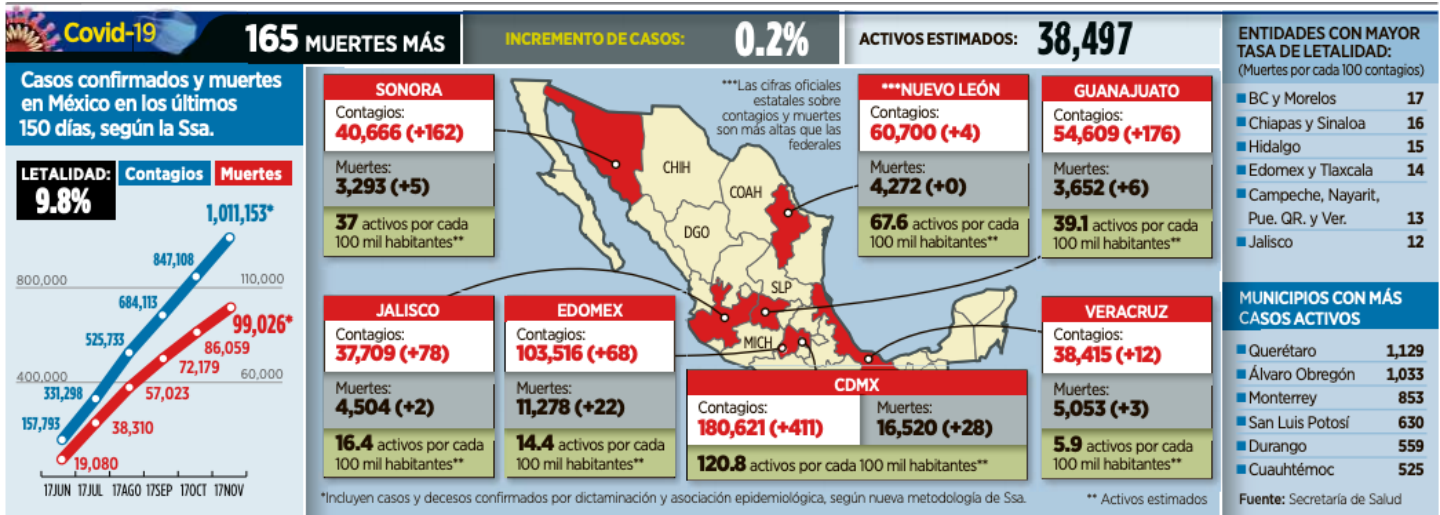 Covid-19
165 MUERTES MÁS
INCREMENTO DE CASOS:
0.2%
ACTIVOS ESTIMADOS:
38,497
Casos confirmados y muertes
en México en los últimos
150 días, según la Ssa.
LETALIDAD:
9.8%
Contagios
Muertes
1,011,153*
847,108
800,000
110,000
684,113
99,026*
525,733
86,059
72,179
400,000
60,000
331,298
57,023
157,793
38,310
19,080
17JUN 17JUL 17AGO 17SEP 17OCT 17NOV
SONORA
Contagios:
40,666 (+162)
Muertes:
3,293 (+5)
37 activos por cada
100 mil habitantes**
***Las cifras oficiales
estatales sobre
contagios y muertes
son más altas que las
federales
***NUEVO LEÓN
Contagios:
60,700 (+4)
Muertes:
4,272 (+0)
67.6 activos por cada
100 mil habitantes**
GUANAJUATO
Contagios:
54,609 (+176)
Muertes:
3,652 (+6)
39.1 activos por cada
100 mil habitantes**
CHIH
COAH
DGO
SLP
MICH
JALISCO
Contagios:
37,709 (+78)
Muertes:
4,504 (+2)
16.4 activos por cada
100 mil habitantes**
EDOMEX
Contagios:
103,516 (+68)
Muertes:
11,278 (+22)
14.4 activos por cada
100 mil habitantes**
CDMX
Contagios:
180,621 (+411)
Muertes:
16,520 (+28)
120.8 activos por cada 100 mil habitantes**
VERACRUZ
Contagios:
38,415 (+12)
Muertes:
5,053 (+3)
5.9 activos por cada
100 mil habitantes**
*Incluyen casos y decesos confirmados por dictaminación y asociación epidemiológica, según nueva metodología de Ssa.
** Activos estimados
ENTIDADES CON MAYOR
TASA DE LETALIDAD:
(Muertes por cada 100 contagios)
BC y Morelos 17
Chiapas y Sinaloa 16
Hidalgo 15
Edomex y Tlaxcala 14
Campeche, Nayarit,
Pue. QR. y Ver. 13
Jalisco 12
MUNICIPIOS CON MÁS
CASOS ACTIVOS
Querétaro 1,129
Álvaro Obregón 1,033
Monterrey 853
San Luis Potosí 630
Durango 559
Cuauhtémoc 525
Fuente: Secretaría de Salud